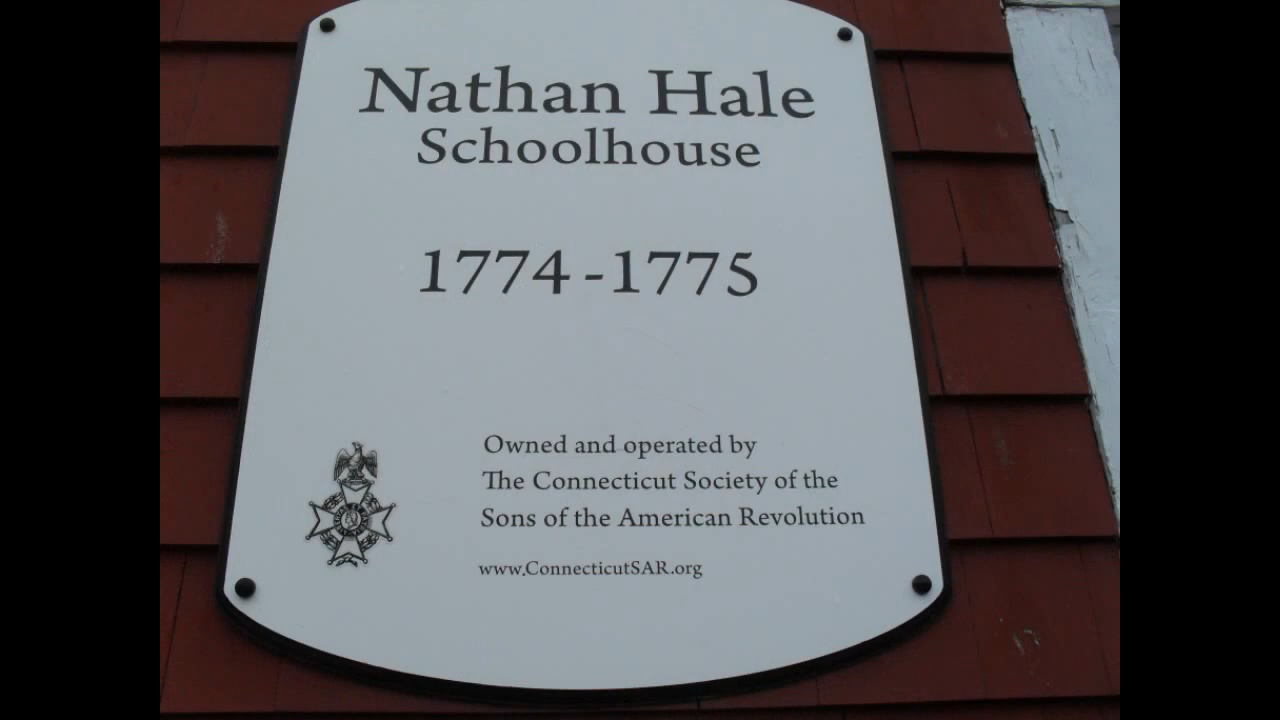 Nathan Hale
Schoolhouse
1774-1775
Owned and operated by
The Connecticut Society of the
Sons of the American Revolution
www.ConnecticutSAR.org